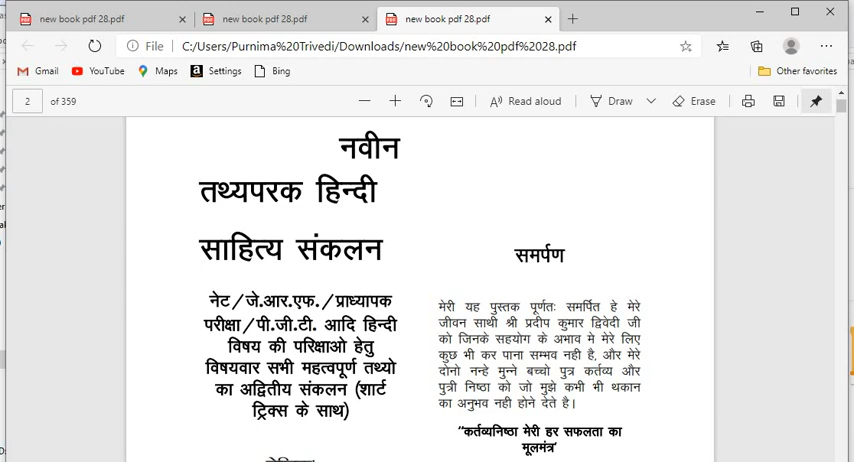 new book pdf 28.pdf
new book pdf 28.pdf
new book pdf 28.pdf
File
C:/Users/Purnima%20Trivedi/Downloads/new%20book%20pdf%2028.pdf
Gmail
YouTube
Maps
Settings
Bing
Other favorites
2 of 359
Read aloud
Draw
Erase
नवीन
तथ्यपरक हिन्दी
साहित्य संकलन
नेट/जे.आर.एफ./प्राध्यापक
परीक्षा/पी.जी.टी. आदि हिन्दी
विषय की परिक्षाओ हेतु
विषयवार सभी महत्वपूर्ण तथ्यो
का अद्वितीय संकलन (शार्ट
ट्रिक्स के साथ)
समर्पण
मेरी यह पुस्तक पूर्णतः समर्पित हे मेरे
जीवन साथी श्री प्रदीप कुमार द्विवेदी जी
को जिनके सहयोग के अभाव मे मेरे लिए
कुछ भी कर पाना सम्भव नही है, और मेरे
दोनो नन्हे मुन्ने बच्चो पुत्र कर्तव्य और
पुत्री निष्ठा को जो मुझे कभी भी थकान
का अनुभव नही होने देते है।
“कर्तव्यनिष्ठा मेरी हर सफलता का
मूलमंत्र’